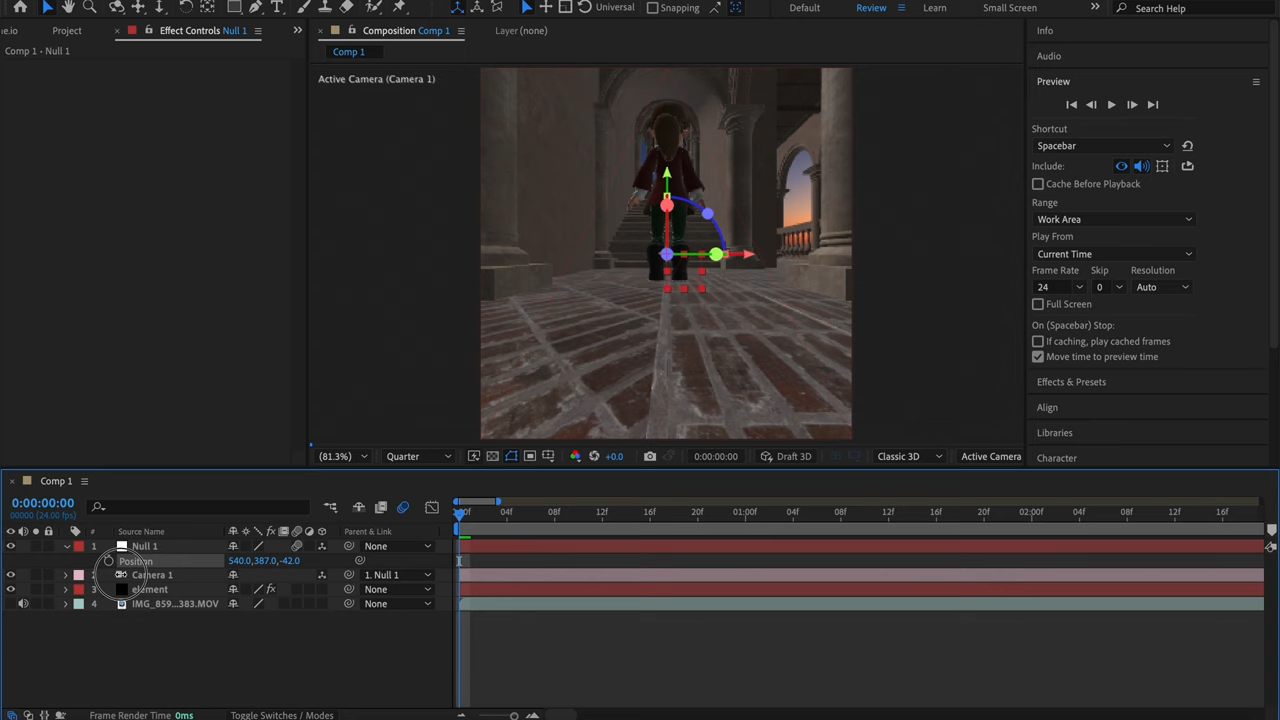 Universal
Snapping
Default
Review
Learn
Small Screen
Search Help
e.io
Project
Effect Controls Null 1
Composition Comp 1
Layer (none)
Info
Comp 1 • Null 1
Comp 1
Audio
Active Camera (Camera 1)
Preview
Shortcut
Spacebar
Include:
Cache Before Playback
Range
Work Area
Play From
Current Time
Frame Rate
Skip
Resolution
24
0
Auto
Full Screen
On (Spacebar) Stop:
If caching, play cached frames
Move time to preview time
Effects & Presets
Align
Libraries
Character
(81.3%)
Quarter
+0.0
0:00:00:00
Draft 3D
Classic 3D
Active Camera
Comp 1
0:00:00:00
(24.00 fps)
:00f 04f 08f 12f 16f 20f 01:00f 04f 08f 12f 16f 20f 02:00f 04f 08f 12f 16f
# Source Name Parent & Link
1 Null 1 None
Position 540.0,387.0,-42.0
2 Camera 1 1. Null 1
3 element fx None
4 IMG_859...383.MOV None
Frame Render Time 0ms
Toggle Switches / Modes